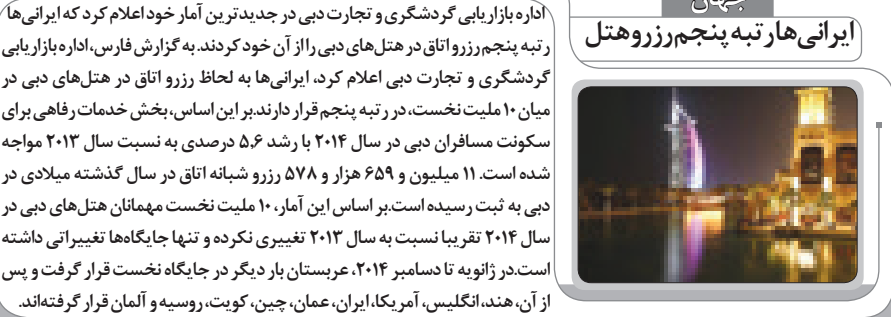 جهان
ایرانی‌ها رتبه پنجم رزرو هتل
اداره بازاریابی گردشگری و تجارت دبی در جدیدترین آمار خود اعلام کرد که ایرانی‌ها
رتبه پنجم رزرو اتاق در هتل‌های دبی را از آن خود کردند. به گزارش فارس، اداره بازاریابی
گردشگری و تجارت دبی اعلام کرد، ایرانی‌ها به لحاظ رزرو اتاق در هتل‌های دبی در
میان ۱۰ ملیت نخست، در رتبه پنجم قرار دارند.بر این اساس، بخش خدمات رفاهی برای
سکونت مسافران دبی در سال ۲۰۱۴ با رشد ۵,۶ درصدی به نسبت سال ۲۰۱۳ مواجه
شده است. ۱۱ میلیون و ۶۵۹ هزار و ۵۷۸ رزرو شبانه اتاق در سال گذشته میلادی در
دبی به ثبت رسیده است.بر اساس این آمار، ۱۰ ملیت نخست مهمانان هتل‌های دبی در
سال ۲۰۱۴ تقریبا نسبت به سال ۲۰۱۳ تغییری نکرده و تنها جایگاه‌ها تغییراتی داشته
است.در ژانویه تا دسامبر ۲۰۱۴، عربستان بار دیگر در جایگاه نخست قرار گرفت و پس
از آن، هند، انگلیس، آمریکا، ایران، عمان، چین، کویت، روسیه و آلمان قرار گرفته‌اند.